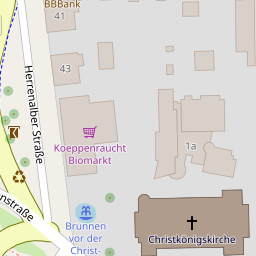 BBBank
41
43
Herrenalber Straße
Koeppenraucht
Biomarkt
1a
nstraße
Brunnen
vor der
Christ-
Christkönigskirche